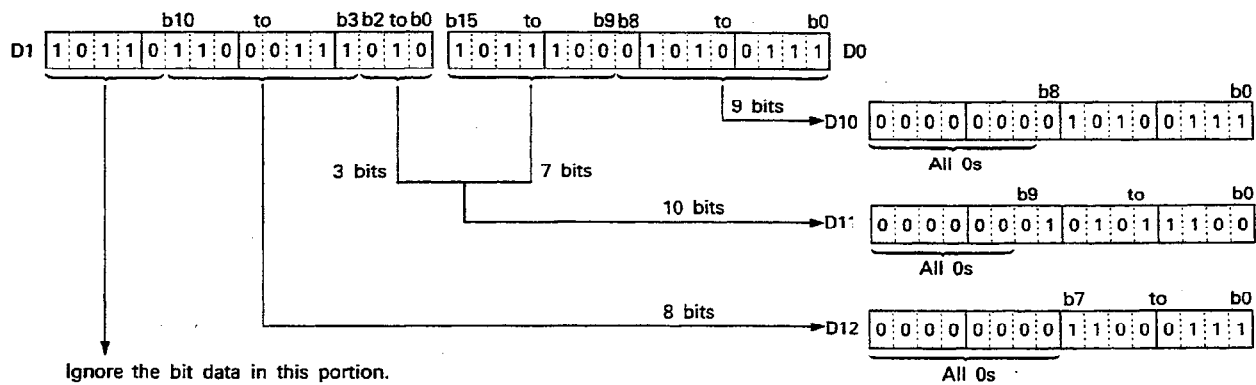 b10 to b3 b2 to b0 b15 to b9 b8 to b0
D1 1 0 1 1 0 1 1 0 0 0 1 1 1 0 1 0 1 0 1 1 1 0 0 0 1 0 1 0 0 1 1 1 D0
9 bits
b8 b0
D10 0 0 0 0 0 0 0 0 1 0 1 0 0 1 1 1
All 0s
3 bits 7 bits
10 bits
b9 to b0
D11 0 0 0 0 0 0 0 1 0 1 0 1 1 1 0 0
All 0s
8 bits
b7 to b0
D12 0 0 0 0 0 0 0 0 1 1 0 0 0 1 1 1
All 0s
Ignore the bit data in this portion.